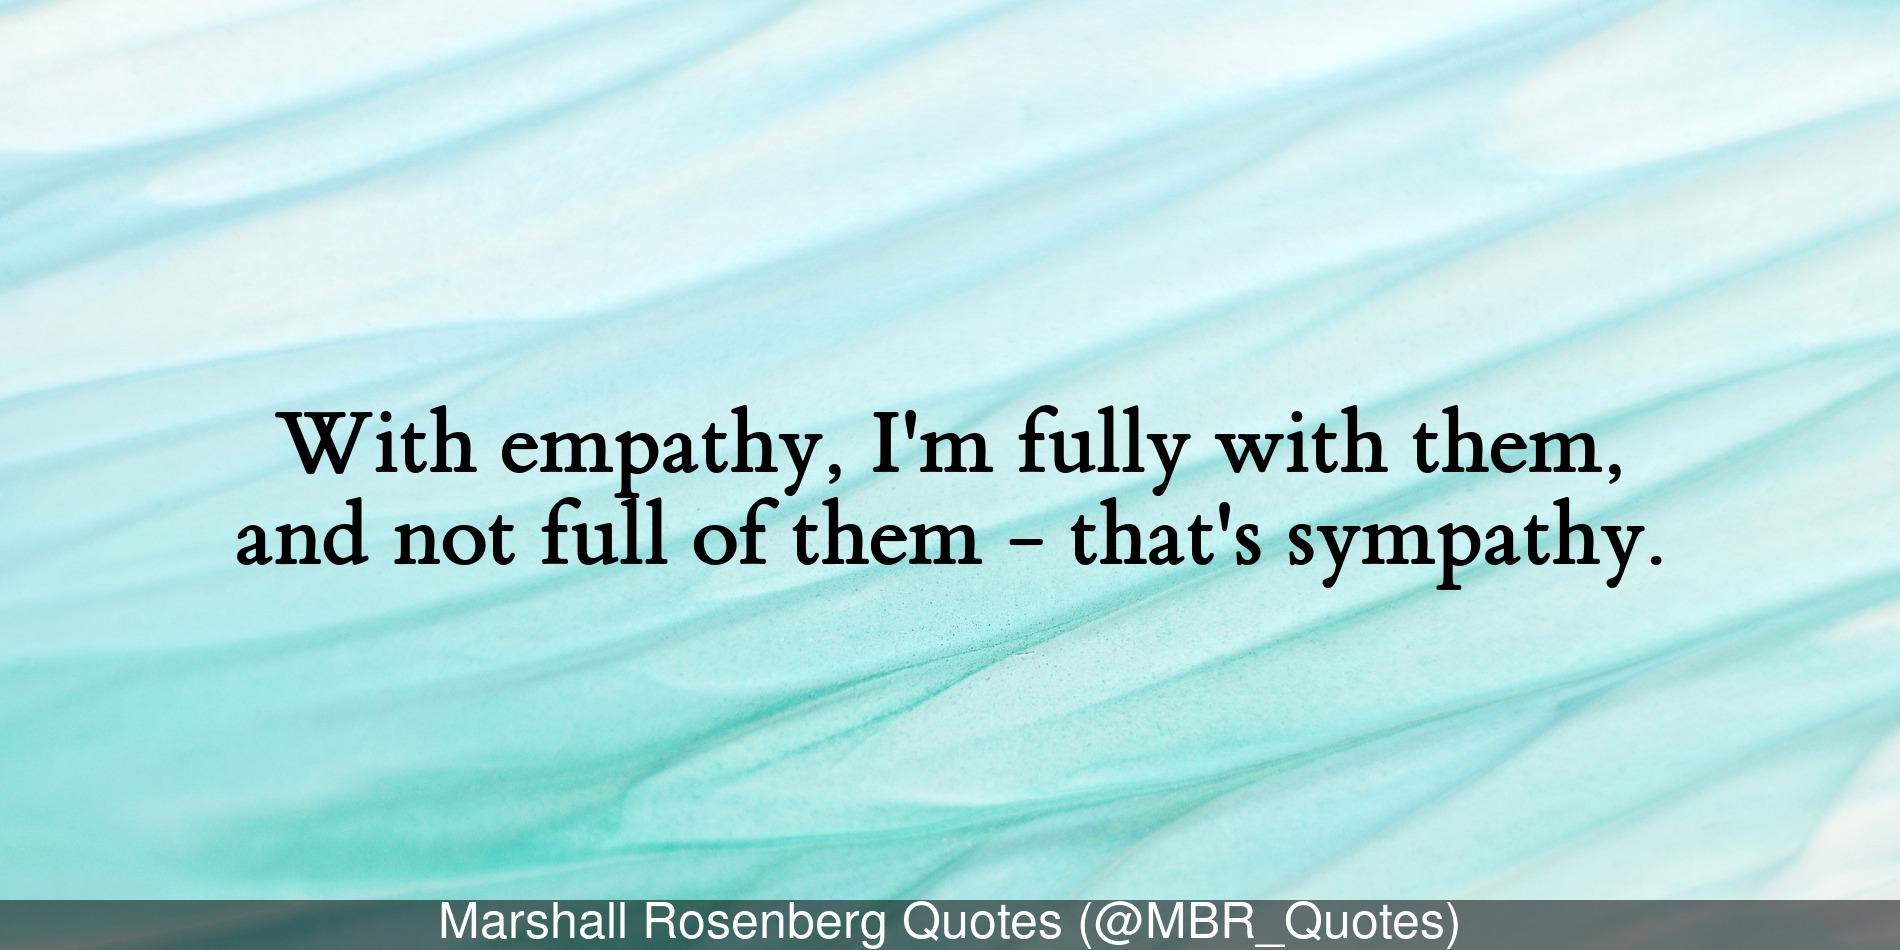 With empathy, I'm fully with them,
and not full of them - that's sympathy.
Marshall Rosenberg Quotes (@MBR_Quotes)